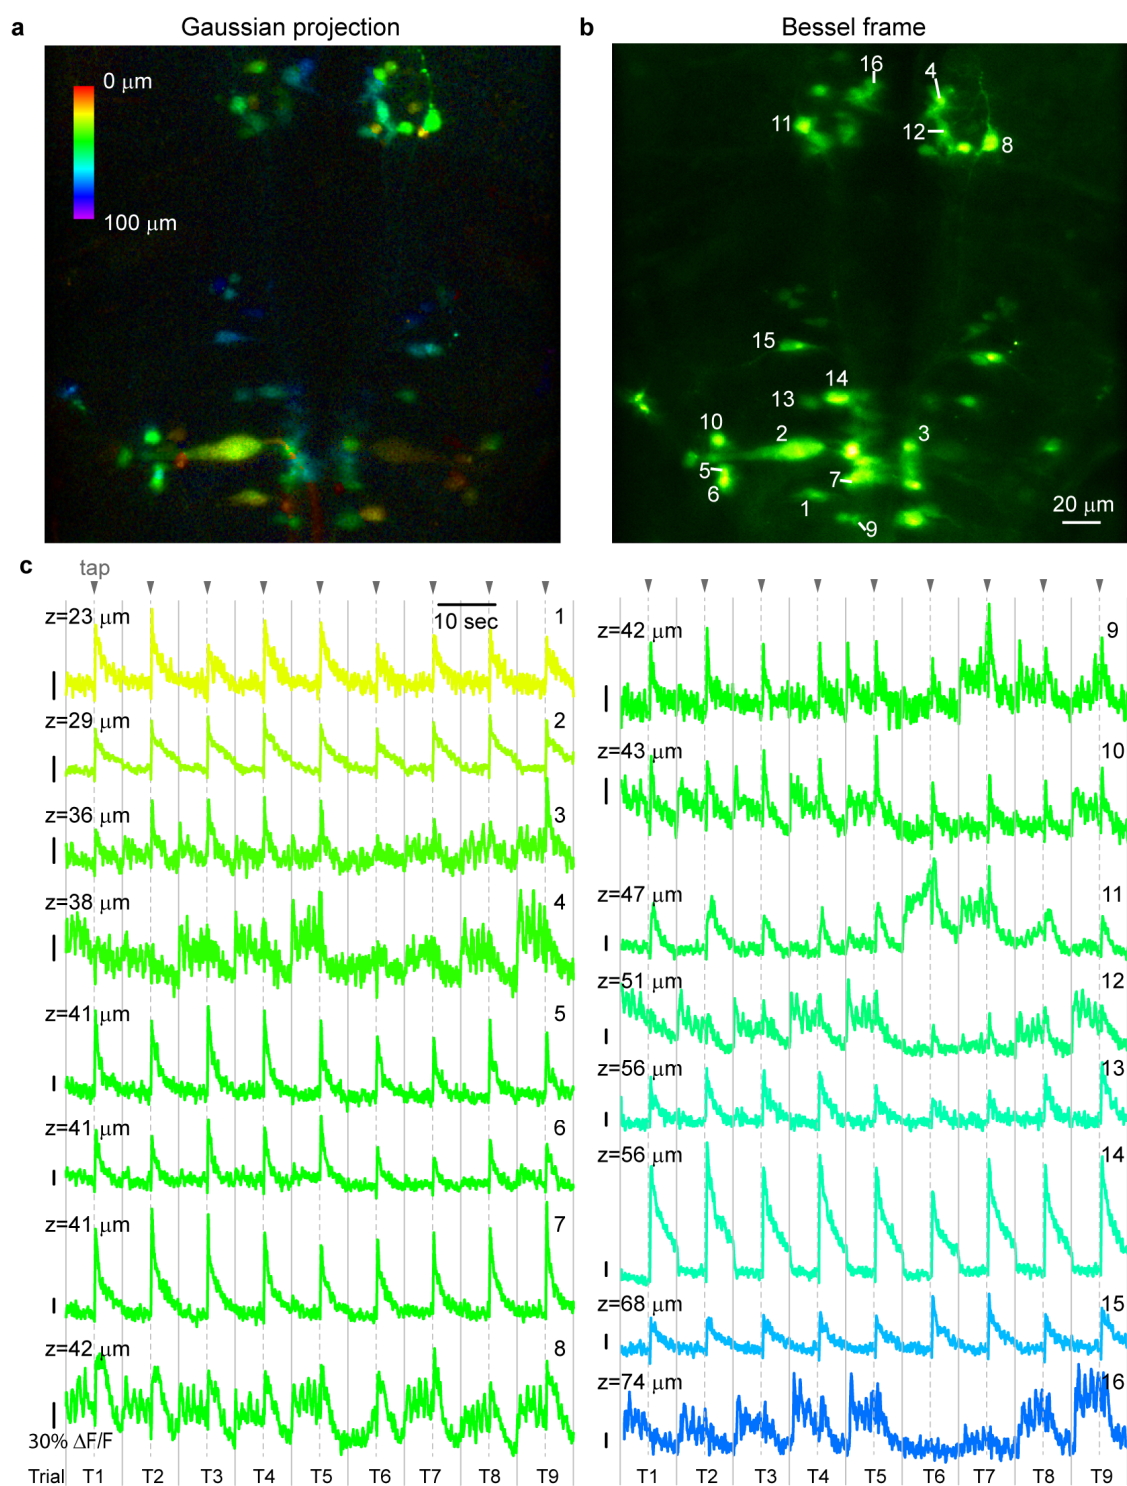 a Gaussian projection
0 μm
100 μm
b Bessel frame
16
4
11
12
8
15
14
13
10
2
3
5
7
6
1
9
20 μm
c
tap
10 sec
z=23 μm 1
z=29 μm 2
z=36 μm 3
z=38 μm 4
z=41 μm 5
z=41 μm 6
z=41 μm 7
z=42 μm 8
30% ΔF/F
Trial T1 T2 T3 T4 T5 T6 T7 T8 T9
z=42 μm 9
z=43 μm 10
z=47 μm 11
z=51 μm 12
z=56 μm 13
z=56 μm 14
z=68 μm 15
z=74 μm 16
T1 T2 T3 T4 T5 T6 T7 T8 T9